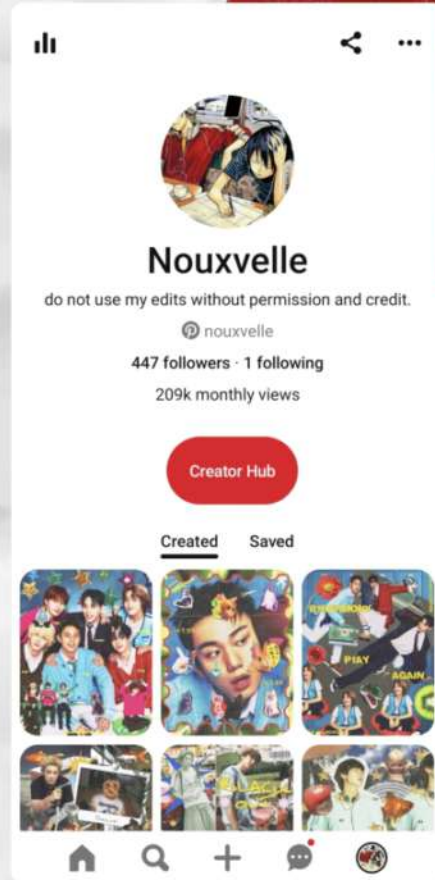 Nouxvelle
do not use my edits without permission and credit.
nouxvelle
447 followers · 1 following
209k monthly views
Creator Hub
Created Saved
PlAY
AGAIN